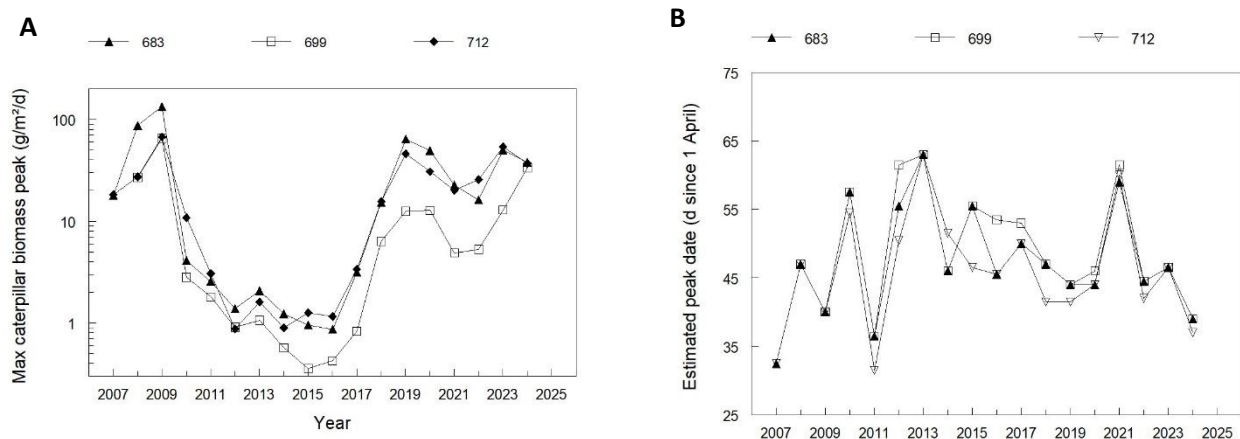 A
683 699 712
Max caterpillar biomass peak (g/m²/d)
100
10
1
2007 2009 2011 2013 2015 2017 2019 2021 2023 2025
Year
B
683 699 712
Estimated peak date (d since 1 April)
75
65
55
45
35
25
2007 2009 2011 2013 2015 2017 2019 2021 2023 2025